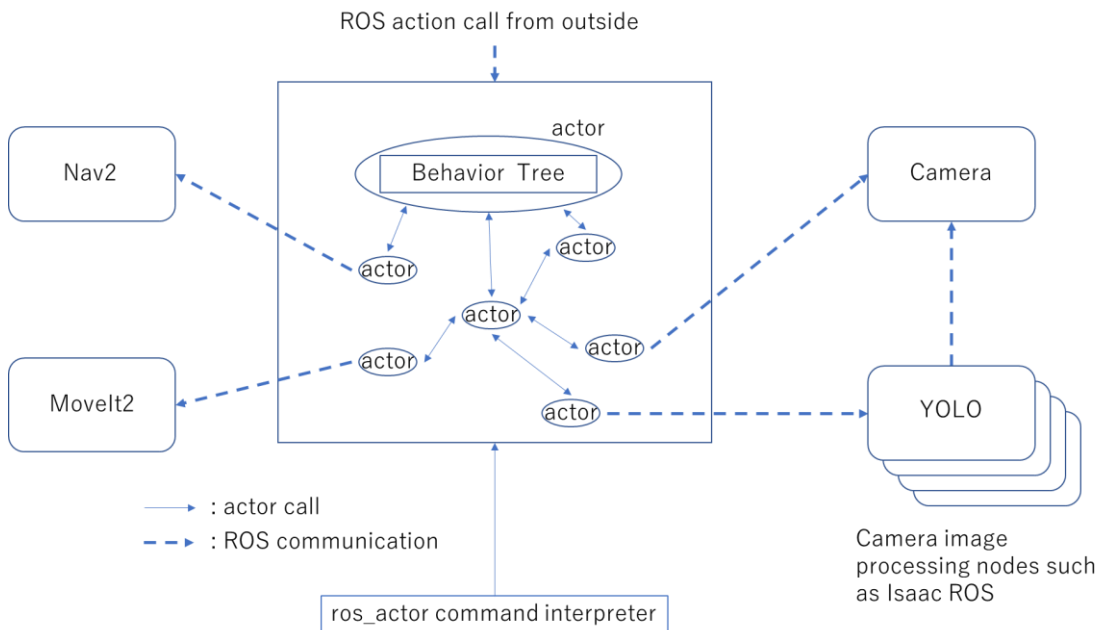 ROS action call from outside
actor
Behavior Tree
Nav2
Camera
actor
actor
actor
actor
actor
MoveIt2
actor
YOLO
: actor call
: ROS communication
Camera image
processing nodes such
as Isaac ROS
ros_actor command interpreter